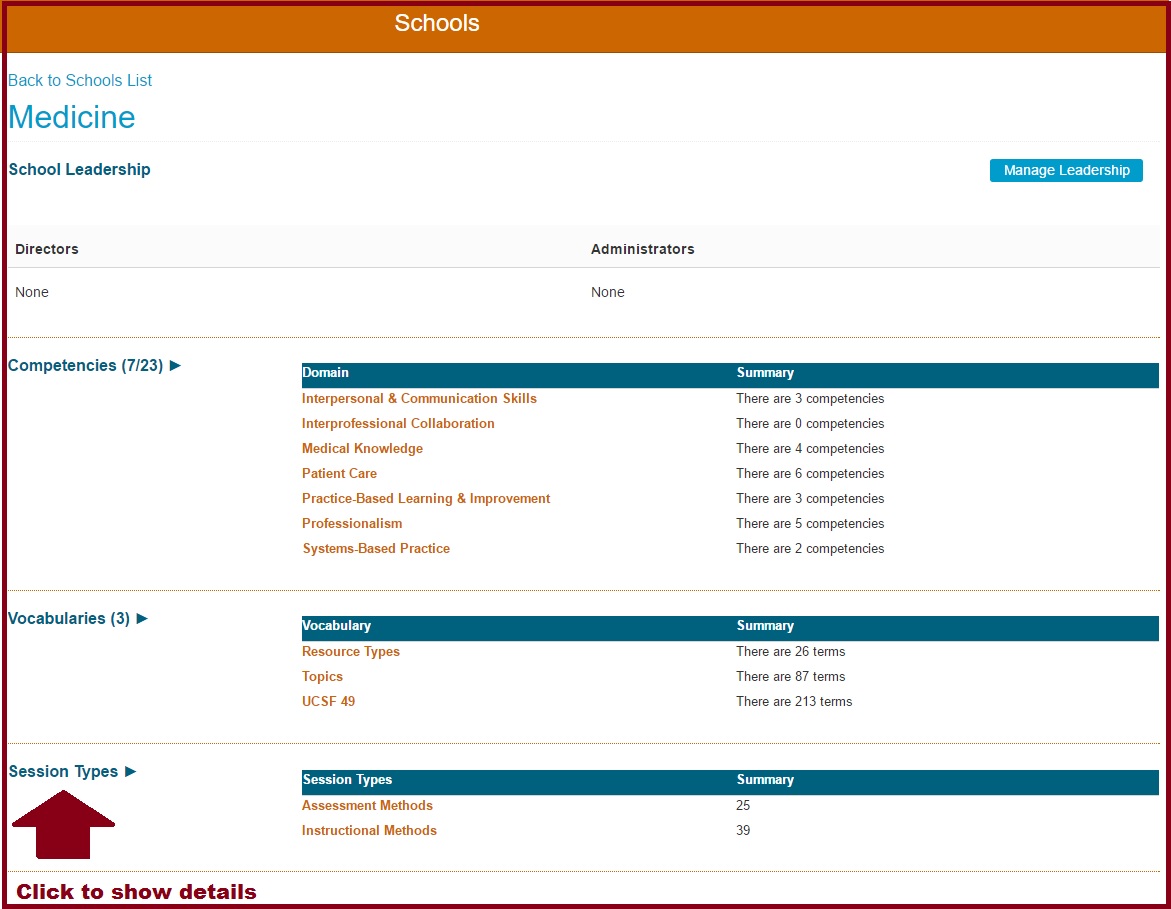 Schools
Back to Schools List
Medicine
School Leadership Manage Leadership
Directors Administrators
None None
Competencies (7/23) ►
Domain Summary
Interpersonal & Communication Skills There are 3 competencies
Interprofessional Collaboration There are 0 competencies
Medical Knowledge There are 4 competencies
Patient Care There are 6 competencies
Practice-Based Learning & Improvement There are 3 competencies
Professionalism There are 5 competencies
Systems-Based Practice There are 2 competencies
Vocabularies (3) ►
Vocabulary Summary
Resource Types There are 26 terms
Topics There are 87 terms
UCSF 49 There are 213 terms
Session Types ►
Session Types Summary
Assessment Methods 25
Instructional Methods 39
Click to show details